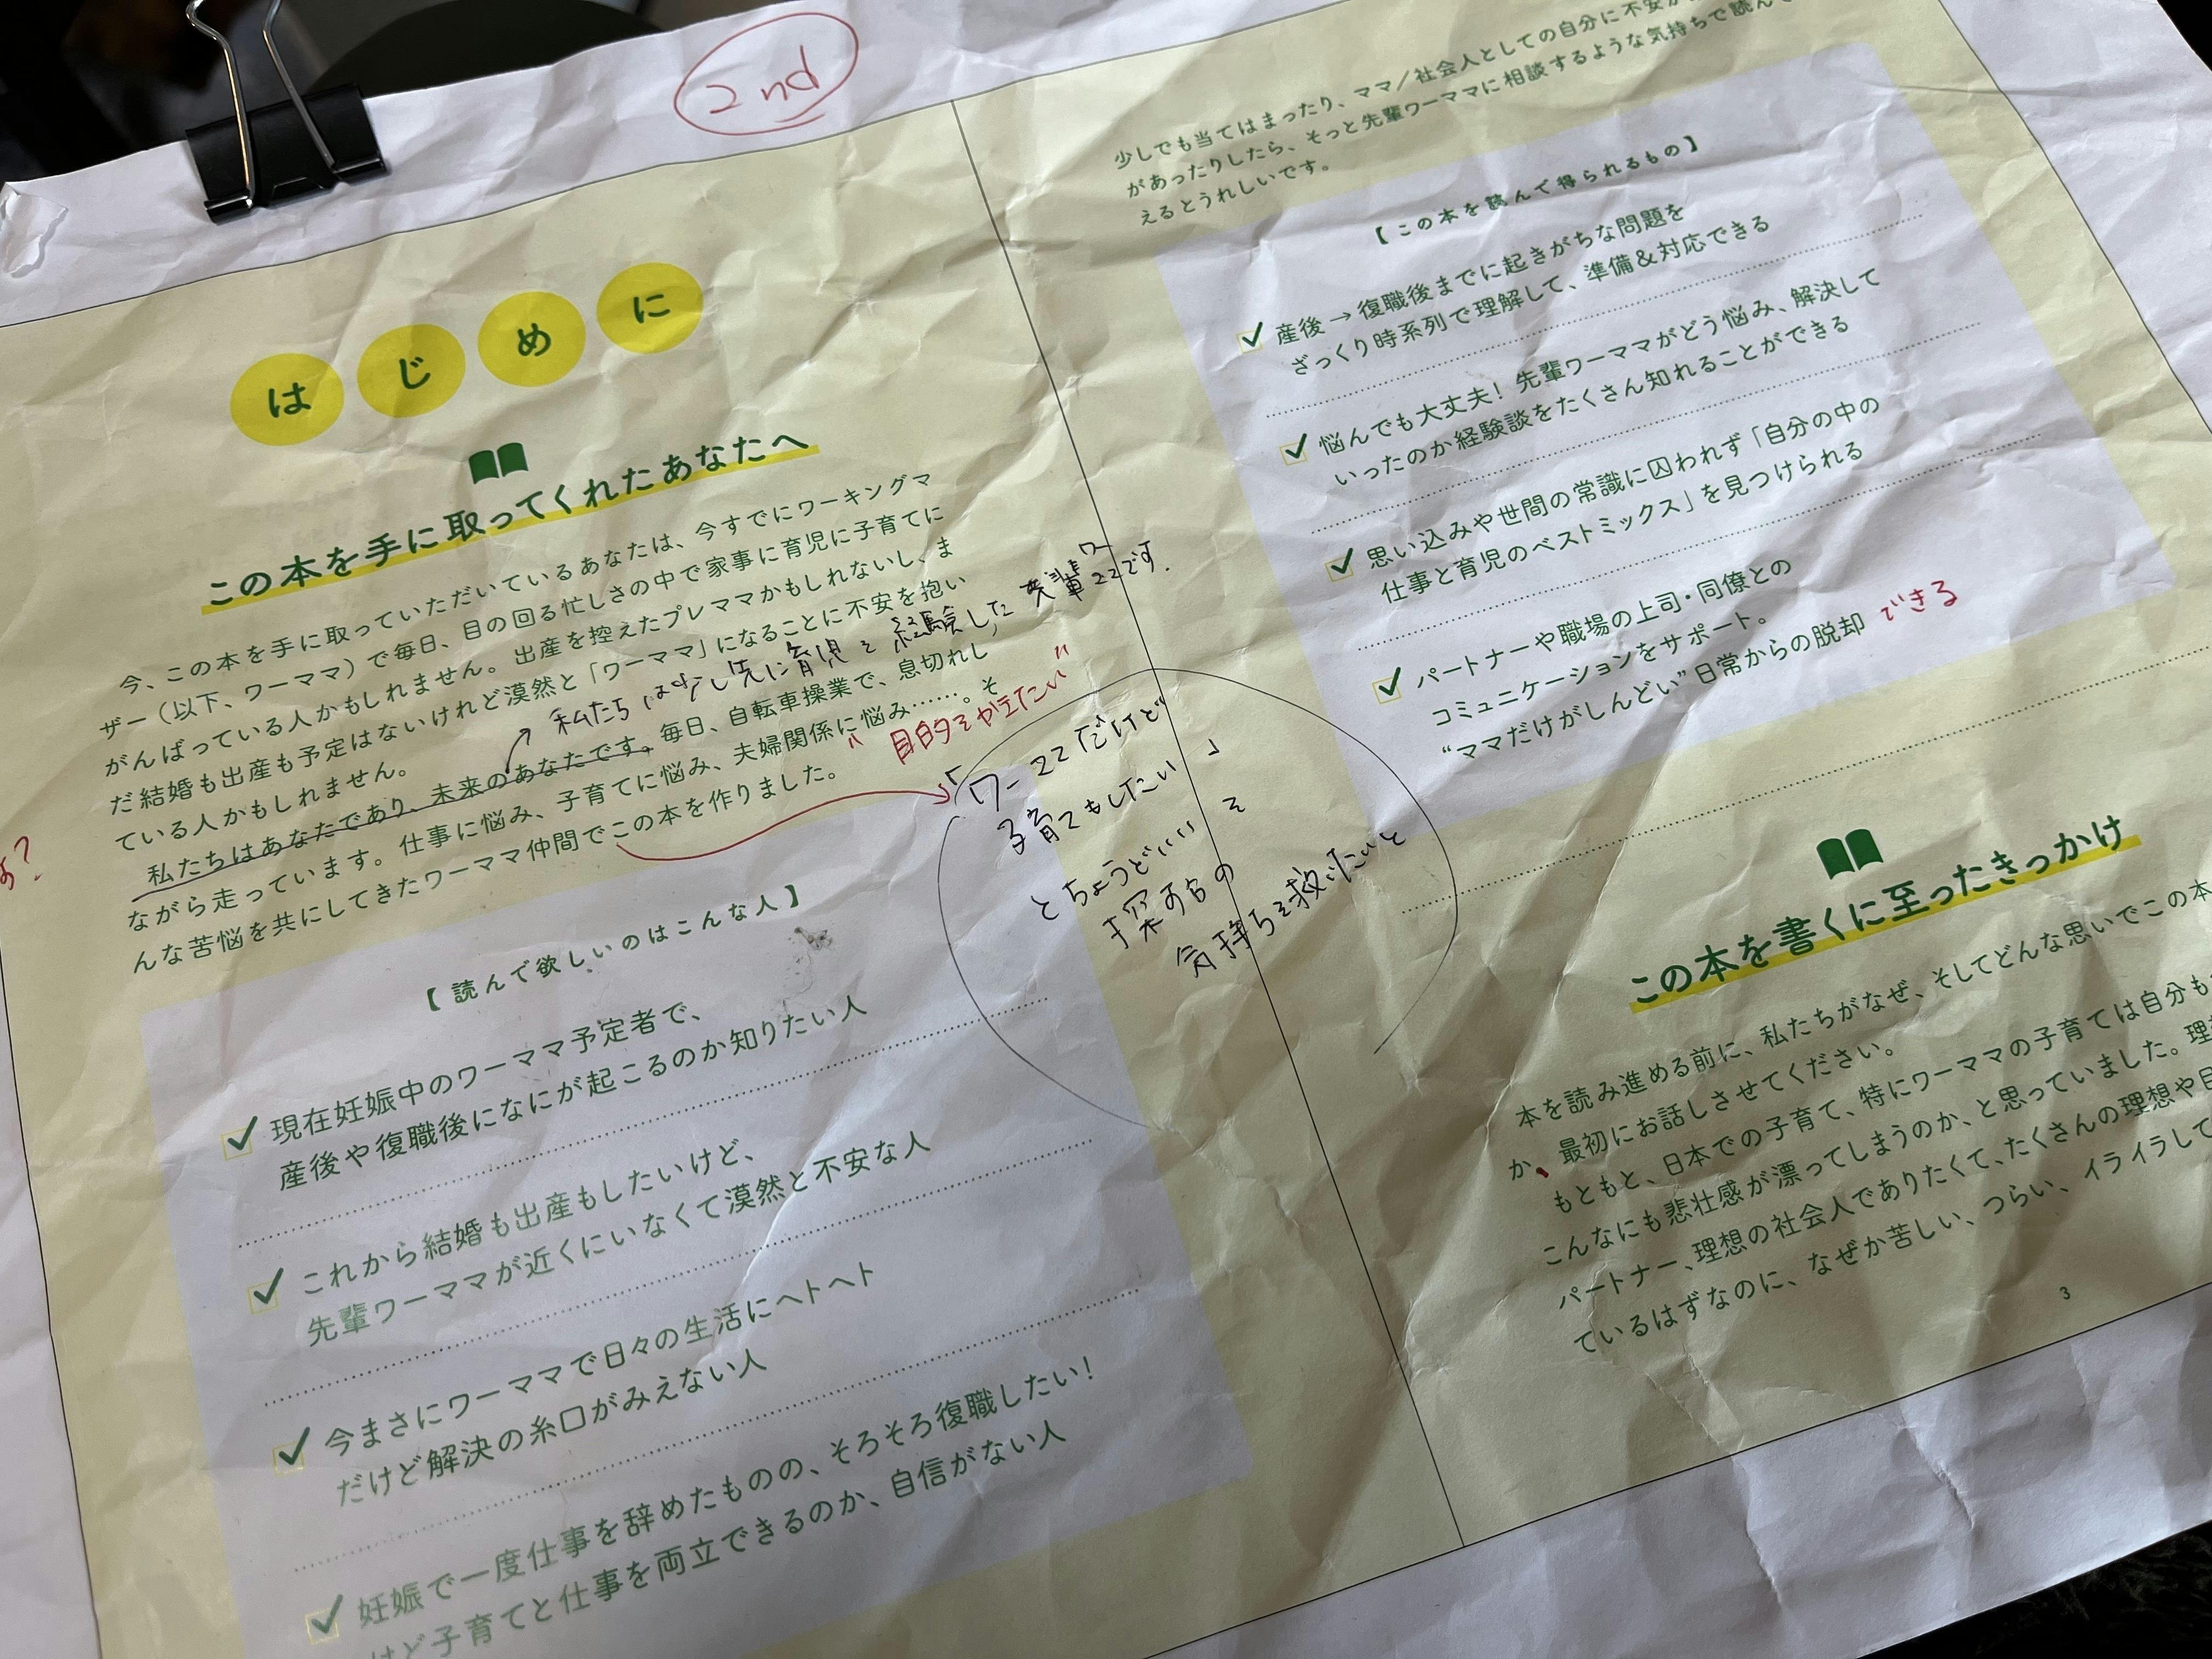 2nd
はじめに
この本を手に取ってくれたあなたへ
今、この本を手に取っていただいているあなたは、今すでにワーキングマ
ザー（以下、ワーママ）で毎日、目の回る忙しさの中で家事に育児に子育てに
がんばっている人かもしれません。出産を控えたプレママかもしれないし、ま
だ結婚も出産も予定はないけれど漠然と「ワーママ」になることに不安を抱い
ている人かもしれません。
私たちは少し先に育児を経験した先輩ワーママです。
私たちはあなたであり、未来のあなたです。毎日、自転車操業で、息切れし
ながら走っています。仕事に悩み、子育てに悩み、夫婦関係に悩み……。そ
んな苦悩を共にしてきたワーママ仲間でこの本を作りました。
"目的を加えたい"
「ワーママだけど
子育てもしたい」
とちょうどいい を
探す方の
気持ちを救いたいと
【読んで欲しいのはこんな人】
現在妊娠中のワーママ予定者で、
産後や復職後になにが起こるのか知りたい人
これから結婚も出産もしたいけど、
先輩ワーママが近くにいなくて漠然と不安な人
今まさにワーママで日々の生活にヘトヘト
だけど解決の糸口がみえない人
妊娠で一度仕事を辞めたものの、そろそろ復職したい！
けど子育てと仕事を両立できるのか、自信がない人
少しでも当てはまったり、ママ／社会人としての自分に不安が
があったりしたら、そっと先輩ワーママに相談するような気持ちで読んで
えるとうれしいです。
【この本を読んで得られるもの】
産後→復職後までに起きがちな問題を
ざっくり時系列で理解して、準備＆対応できる
悩んでも大丈夫！ 先輩ワーママがどう悩み、解決して
いったのか経験談をたくさん知れることができる
思い込みや世間の常識に囚われず「自分の中の
仕事と育児のベストミックス」を見つけられる
パートナーや職場の上司・同僚との
コミュニケーションをサポート。
“ママだけがしんどい”日常からの脱却 できる
この本を書くに至ったきっかけ
本を読み進める前に、私たちがなぜ、そしてどんな思いでこの本
か、最初にお話しさせてください。
もともと、日本での子育て、特にワーママの子育ては自分も
こんなにも悲壮感が漂ってしまうのか、と思っていました。理
パートナー、理想の社会人でありたくて、たくさんの理想や目
ているはずなのに、なぜか苦しい、つらい、イライラして
3